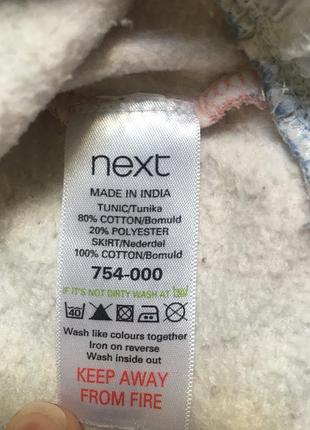 next
MADE IN INDIA
TUNIC/Tunika
80% COTTON/Bomuld
20% POLYESTER
SKIRT/Nederdel
100% COTTON/Bomuld
754-000
IF IT'S NOT DIRTY WASH AT 30°
40
Wash like colours together
Iron on reverse
Wash inside out
KEEP AWAY
FROM FIRE